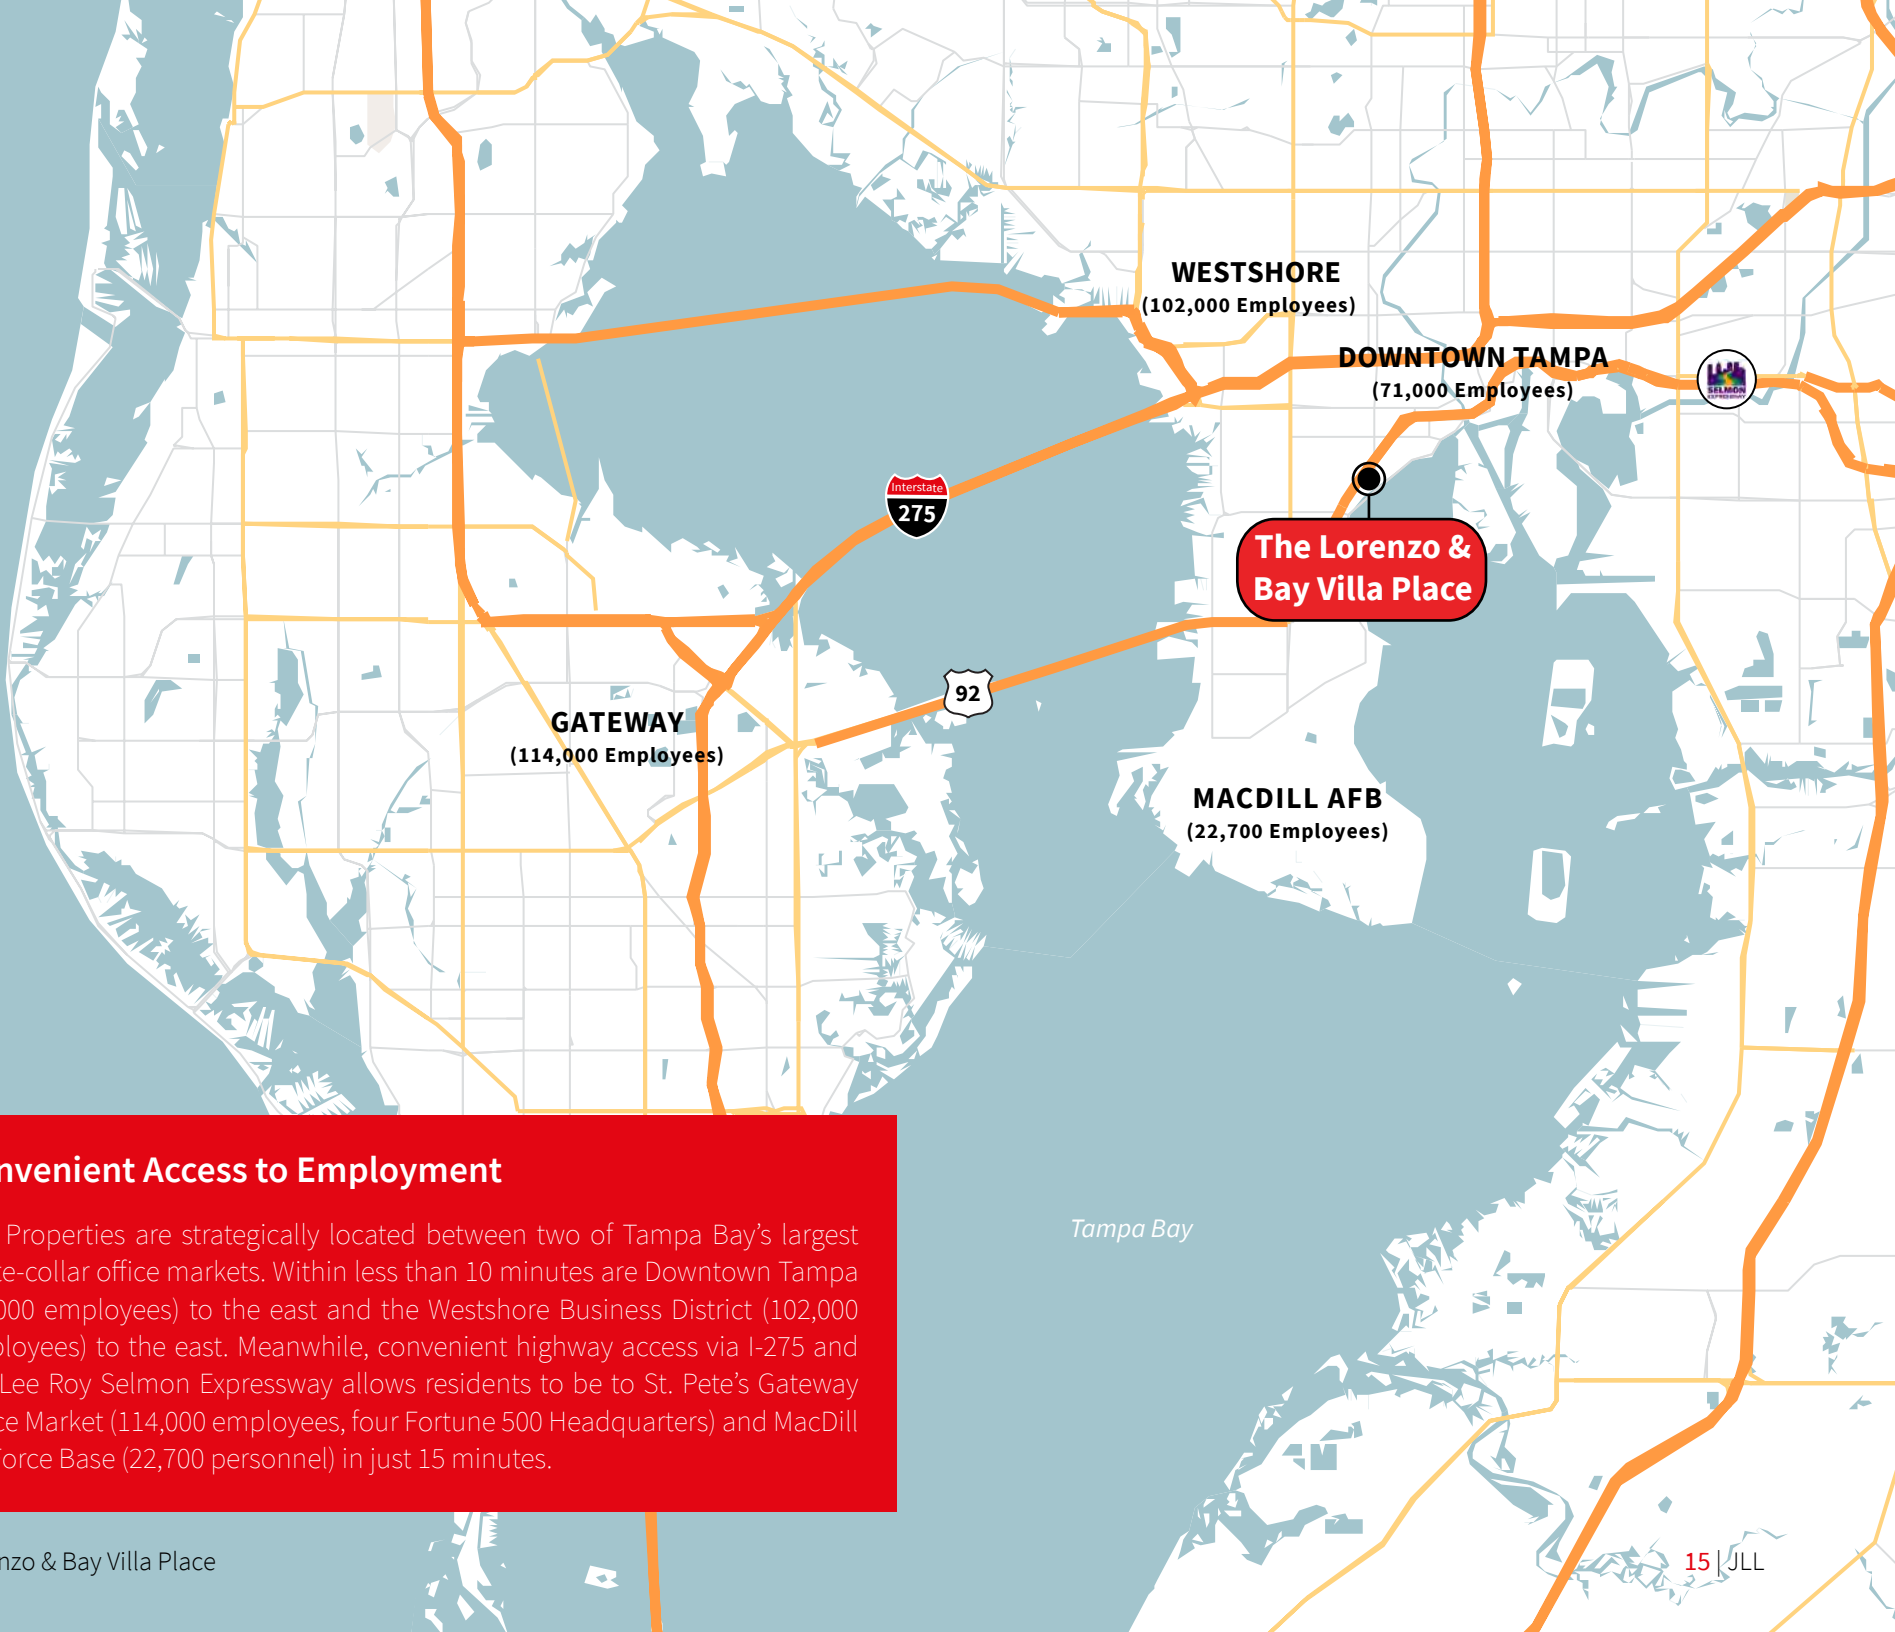 WESTSHORE
(102,000 Employees)
DOWNTOWN TAMPA
(71,000 Employees)
SELMON
EXPRESSWAY
Interstate
275
The Lorenzo &
Bay Villa Place
92
GATEWAY
(114,000 Employees)
MACDILL AFB
(22,700 Employees)
Tampa Bay
nvenient Access to Employment
Properties are strategically located between two of Tampa Bay’s largest
te-collar office markets. Within less than 10 minutes are Downtown Tampa
000 employees) to the east and the Westshore Business District (102,000
ployees) to the east. Meanwhile, convenient highway access via I-275 and
Lee Roy Selmon Expressway allows residents to be to St. Pete’s Gateway
ce Market (114,000 employees, four Fortune 500 Headquarters) and MacDill
Force Base (22,700 personnel) in just 15 minutes.
nzo & Bay Villa Place
15 | JLL